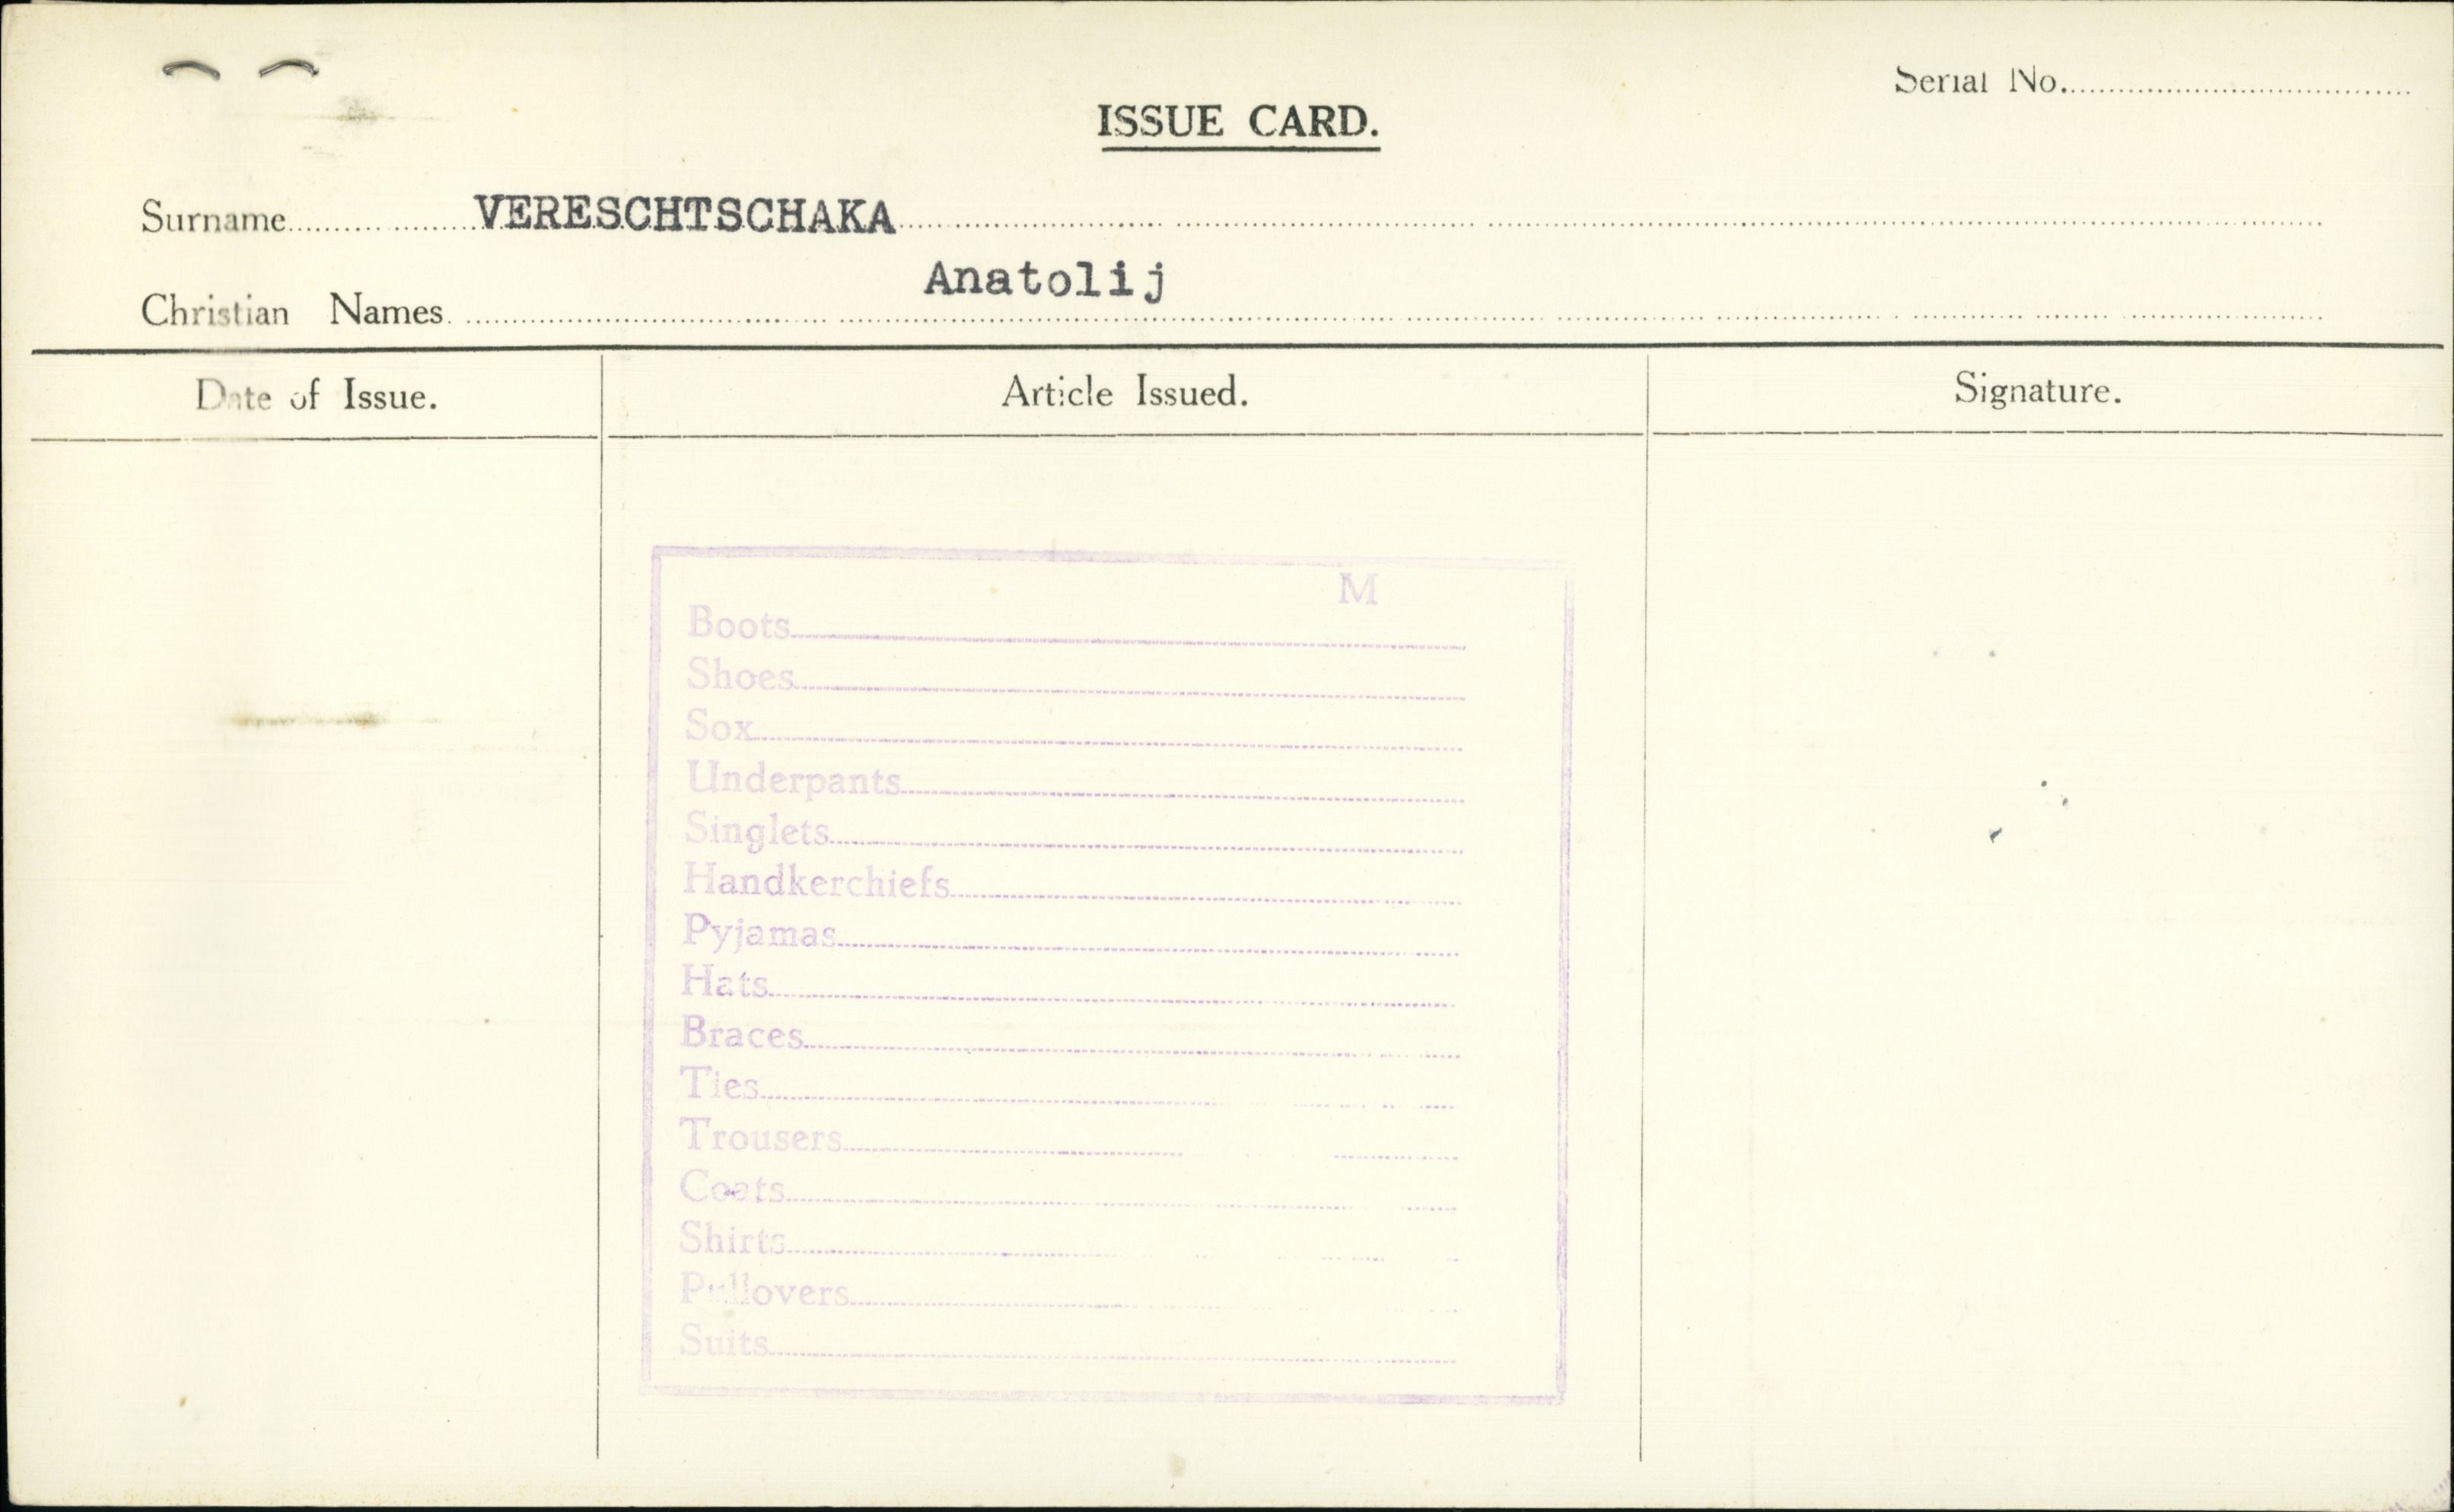 Serial No.
ISSUE CARD.
Surname VERESCHTSCHAKA
Anatolij
Christian Names
Date of Issue. Article Issued. Signature.
M
Boots
Shoes
Sox
Underpants
Singlets
Handkerchiefs
Pyjamas
Hats
Braces
Ties
Trousers
Coats
Shirts
Pullovers
Suits